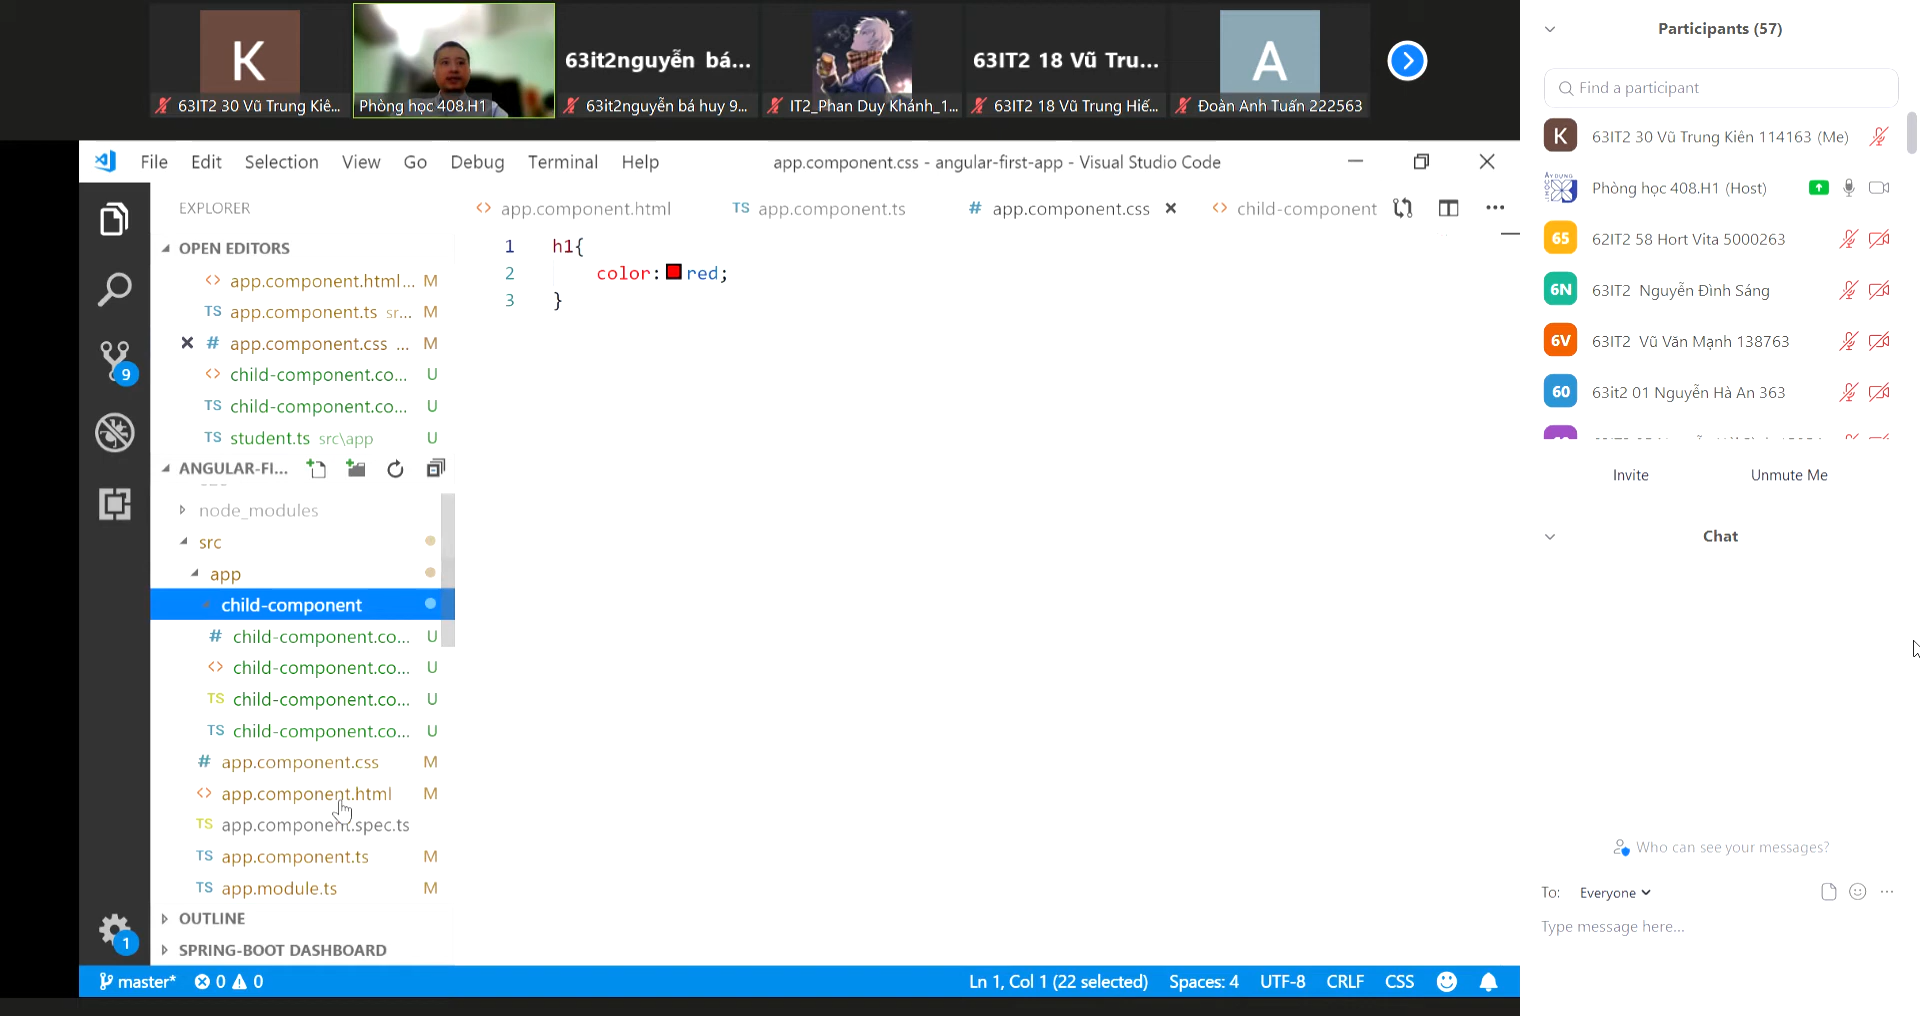 K
63IT2 30 Vũ Trung Kiê...
Phòng học 408.H1
63it2nguyễn bá...
63it2nguyễn bá huy 9...
IT2_Phan Duy Khánh_1...
63IT2 18 Vũ Tru...
63IT2 18 Vũ Trung Hiế...
A
Đoàn Anh Tuấn 222563
File Edit Selection View Go Debug Terminal Help
app.component.css - angular-first-app - Visual Studio Code
EXPLORER
<> app.component.html
TS app.component.ts
# app.component.css
<> child-component
OPEN EDITORS
<> app.component.html... M
TS app.component.ts sr... M
# app.component.css ... M
<> child-component.co... U
TS child-component.co... U
TS student.ts src\app U
9
ANGULAR-FI...
node_modules
src
app
child-component
# child-component.co... U
<> child-component.co... U
TS child-component.co... U
TS child-component.co... U
# app.component.css M
<> app.component.html M
TS app.component.spec.ts
TS app.component.ts M
TS app.module.ts M
OUTLINE
SPRING-BOOT DASHBOARD
1
1 h1{
2 color: red;
3 }
master* 0 0
Ln 1, Col 1 (22 selected) Spaces: 4 UTF-8 CRLF CSS
Participants (57)
Find a participant
K 63IT2 30 Vũ Trung Kiên 114163 (Me)
Phòng học 408.H1 (Host)
65 62IT2 58 Hort Vita 5000263
6N 63IT2 Nguyễn Đình Sáng
6V 63IT2 Vũ Văn Mạnh 138763
60 63it2 01 Nguyễn Hà An 363
Invite Unmute Me
Chat
Who can see your messages?
To: Everyone
Type message here...